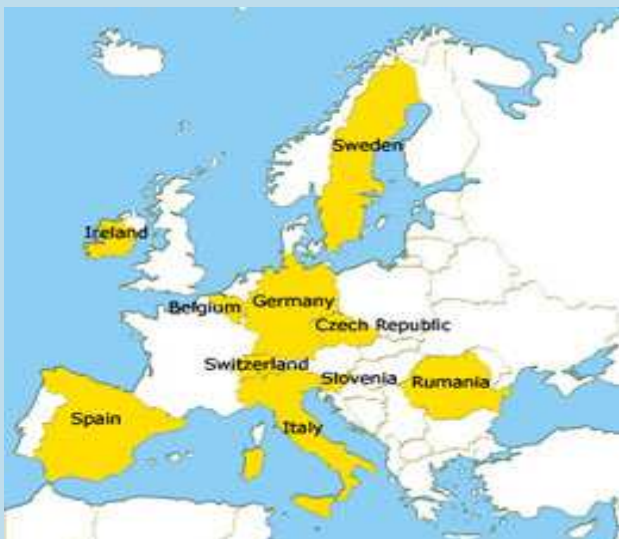 Sweden
Ireland
Belgium
Germany
Czech Republic
Switzerland
Slovenia
Rumania
Spain
Italy